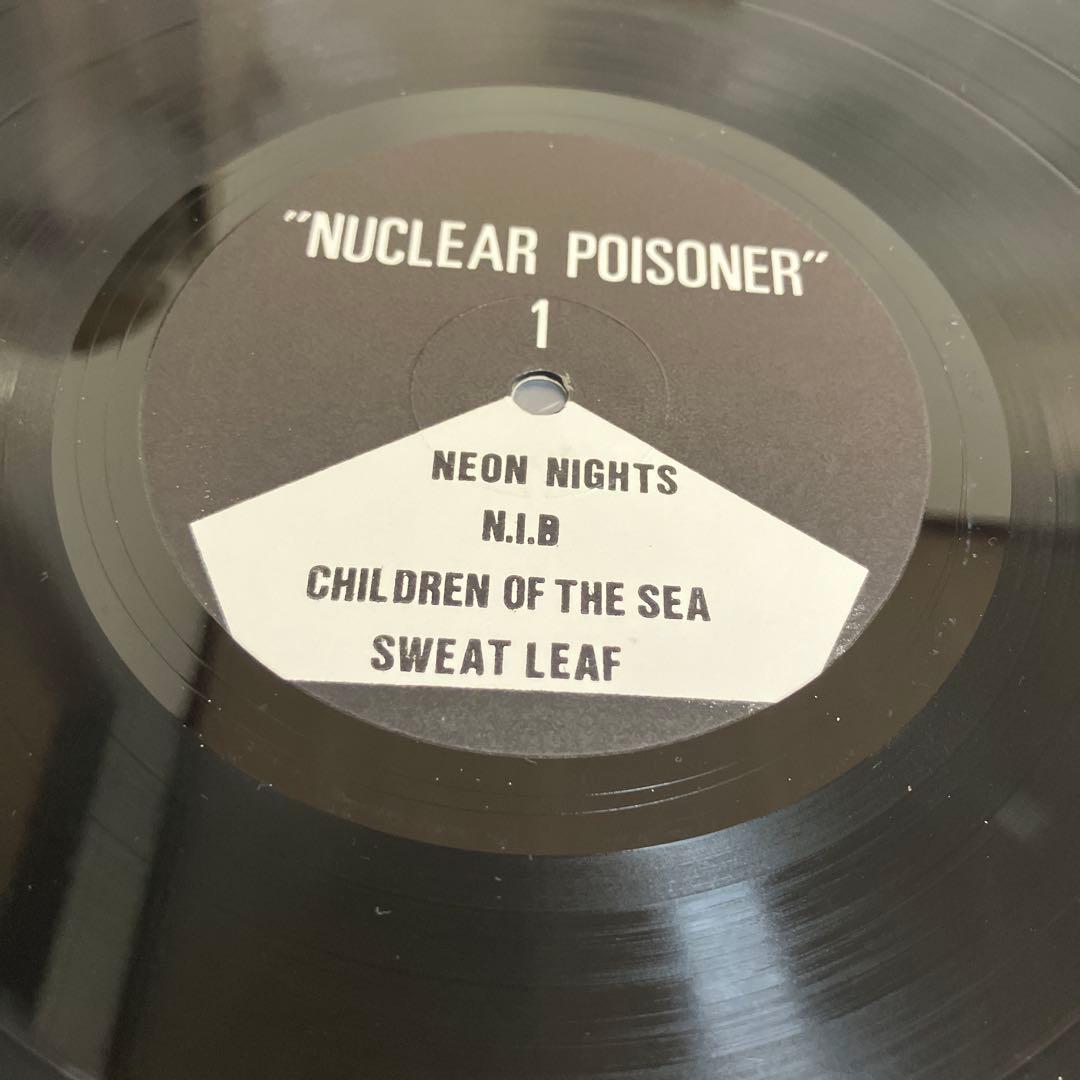 "NUCLEAR POISONER"
1
NEON NIGHTS
N.I.B
CHILDREN OF THE SEA
SWEAT LEAF